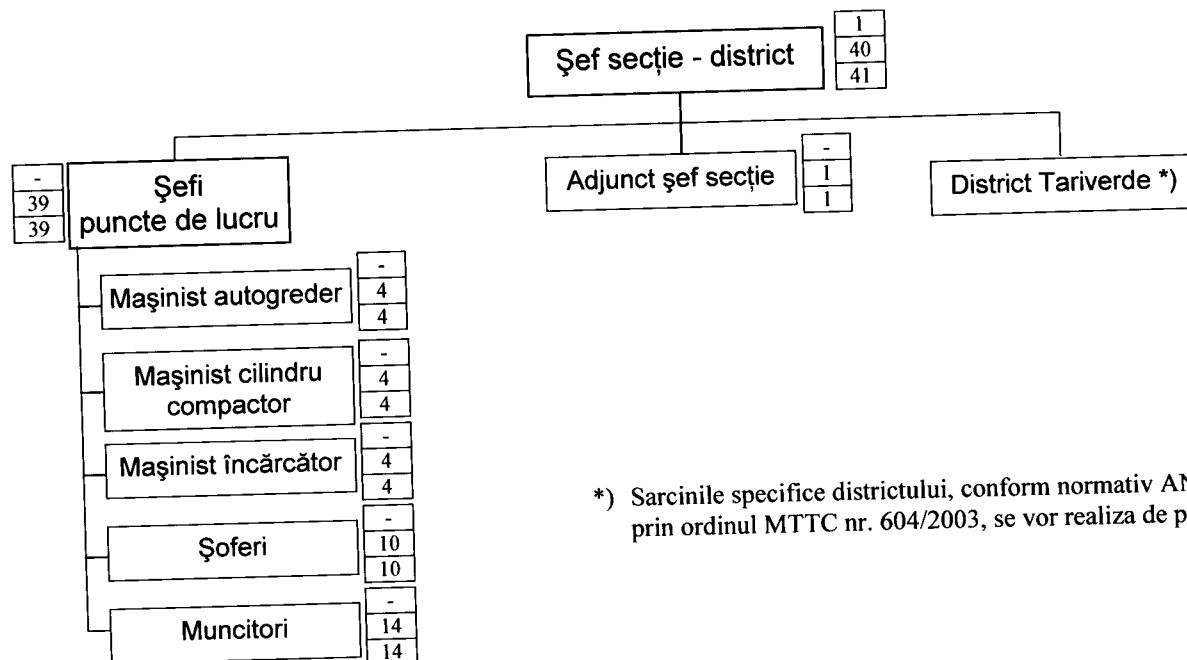 Şef secţie - district
1
40
41
-
39
39
Şefi
puncte de lucru
Adjunct şef secţie
-
1
1
District Tariverde *)
Maşinist autogreder
-
4
4
Maşinist cilindru
compactor
-
4
4
Maşinist încărcător
-
4
4
Şoferi
-
10
10
Muncitori
-
14
14
*) Sarcinile specifice districtului, conform normativ
prin ordinul MTTC nr. 604/2003, se vor realiza de